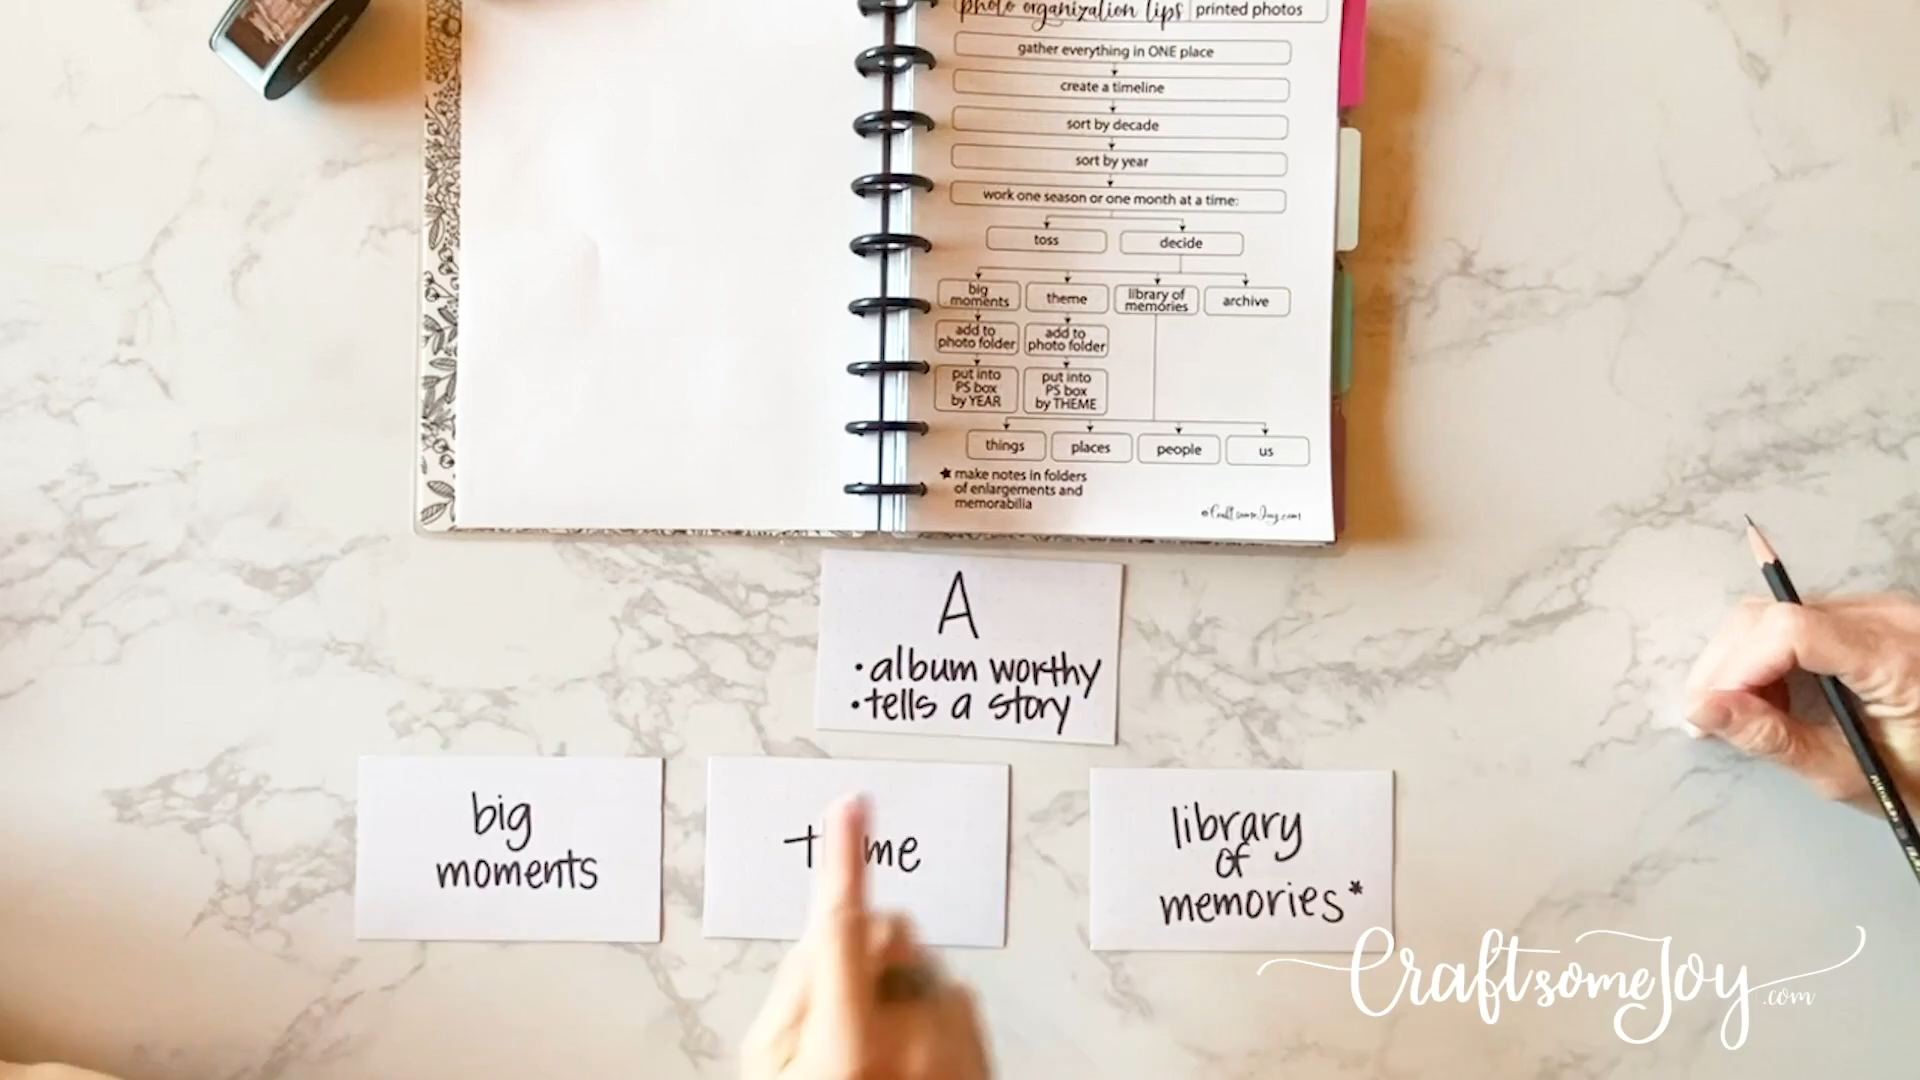 photo organization tips printed photos
gather everything in ONE place
create a timeline
sort by decade
sort by year
work one season or one month at a time:
toss decide
big
moments
theme
library of
memories
archive
add to
photo folder
add to
photo folder
put into
PS box
by YEAR
put into
PS box
by THEME
things places people us
★ make notes in folders
of enlargements and
memorabilia
©CraftsomeJoy.com
A
• album worthy
• tells a story
big
moments
library
of
memories*
CraftsomeJoy.com